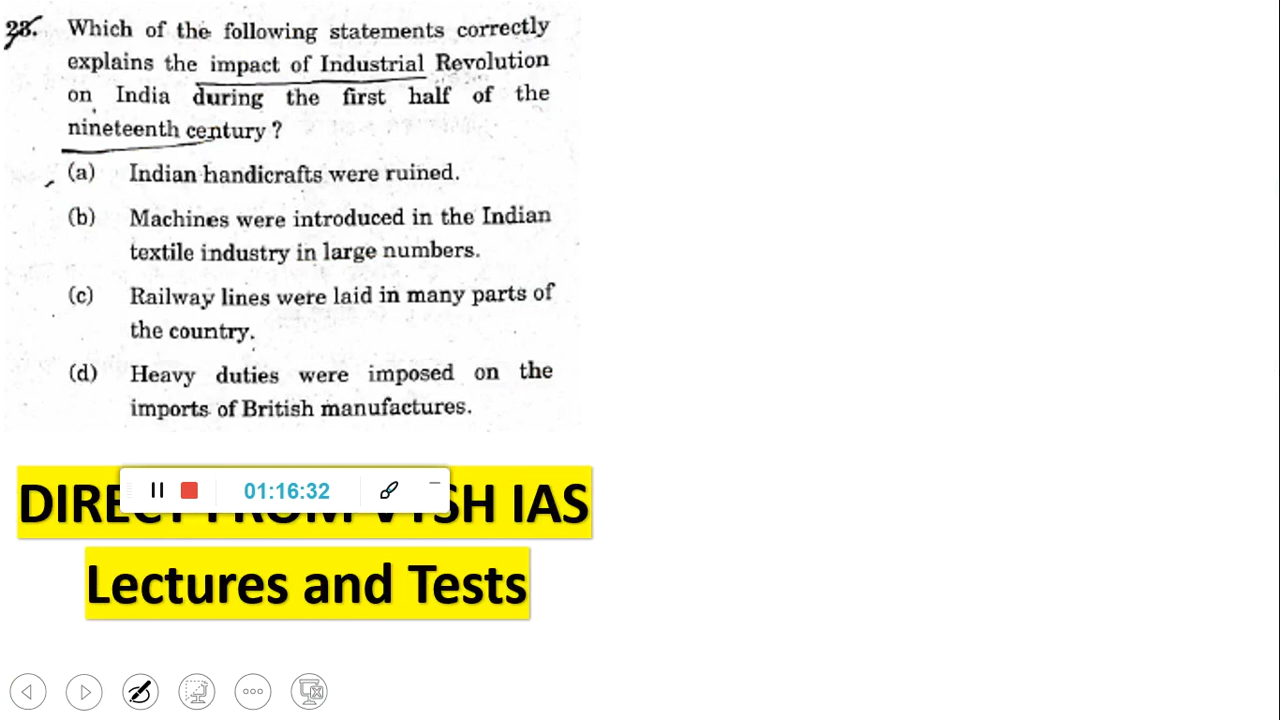 23. Which of the following statements correctly
explains the impact of Industrial Revolution
on India during the first half of the
nineteenth century ?
(a) Indian handicrafts were ruined.
(b) Machines were introduced in the Indian
textile industry in large numbers.
(c) Railway lines were laid in many parts of
the country.
(d) Heavy duties were imposed on the
imports of British manufactures.
01:16:32
IAS
Lectures and Tests